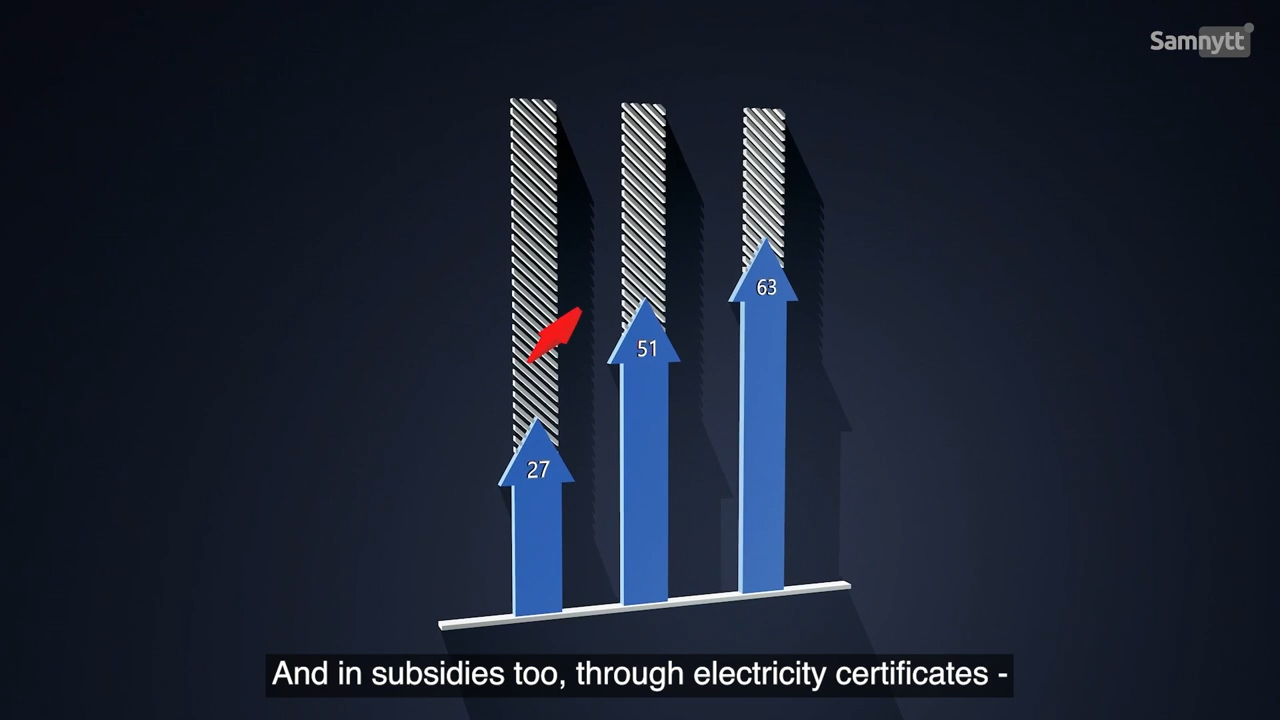 Samnytt
27
51
63
And in subsidies too, through electricity certificates -